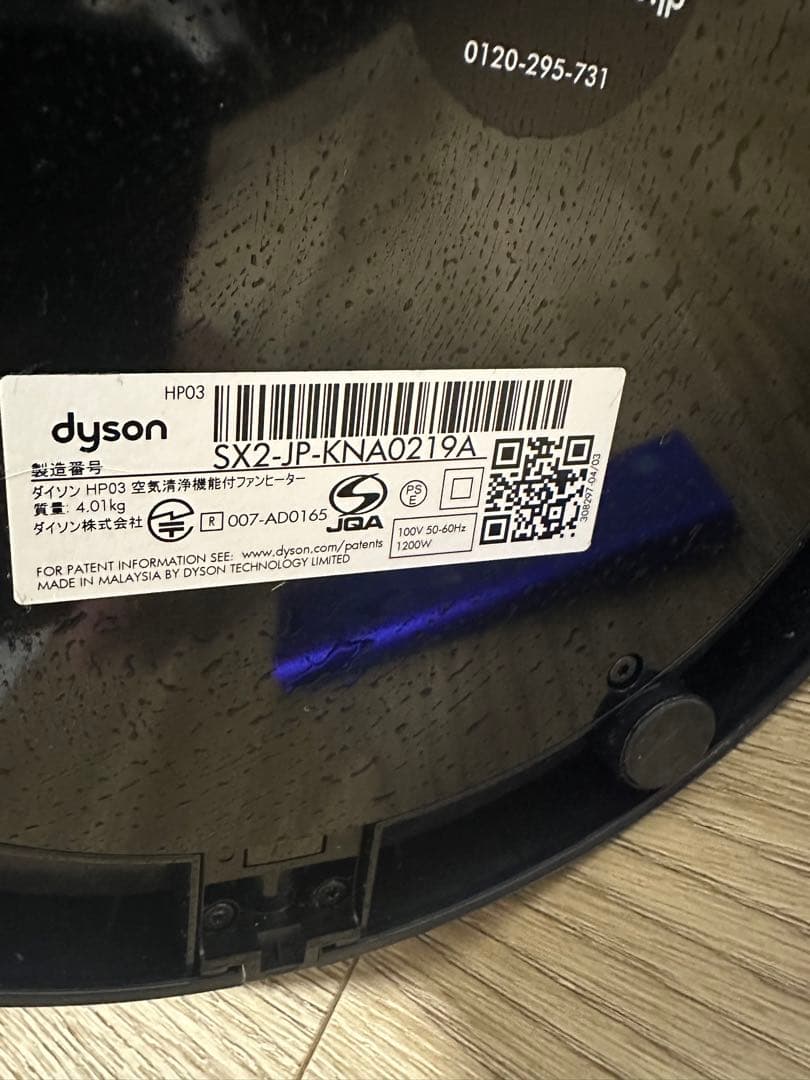 0120-295-731
HP03
dyson
SX2-JP-KNA0219A
製造番号
ダイソン HP03 空気清浄機能付ファンヒーター
質量: 4.01kg
ダイソン株式会社 R 007-AD0165 JQA
PS E
100V 50-60Hz
1200W
308297-04/03
FOR PATENT INFORMATION SEE: www.dyson.com/patents
MADE IN MALAYSIA BY DYSON TECHNOLOGY LIMITED